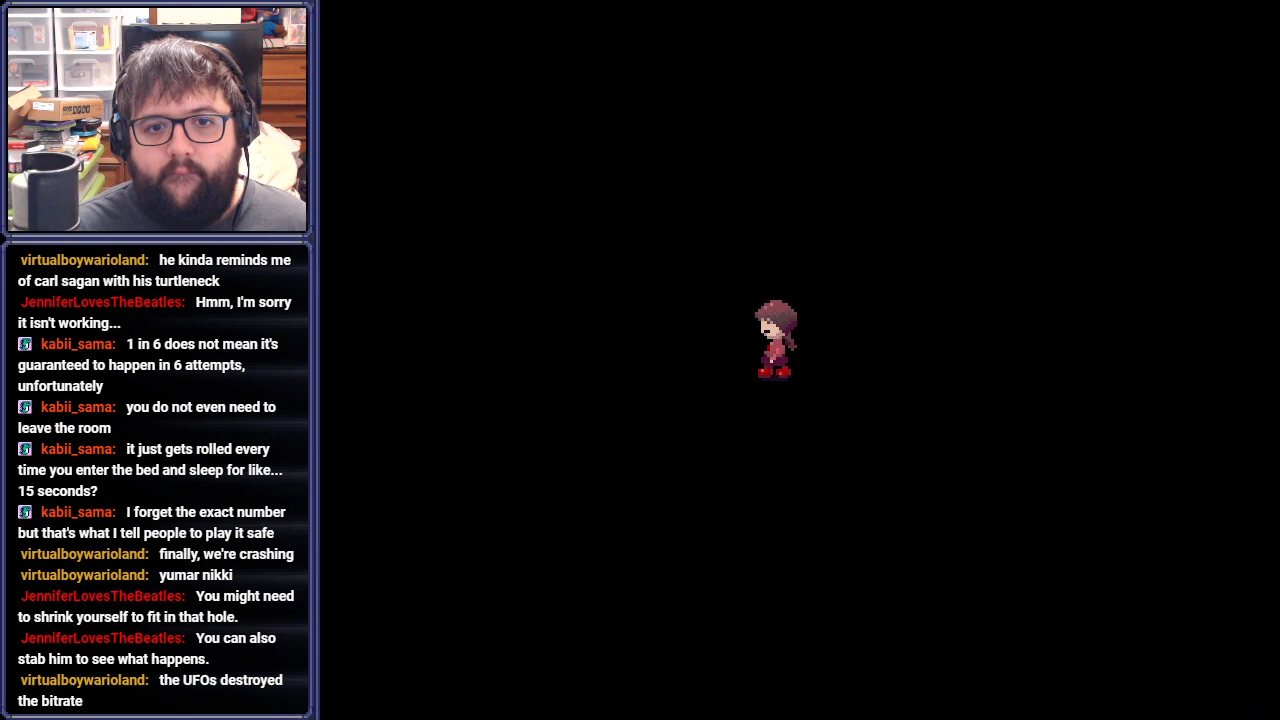 virtualboywarioland: he kinda reminds me
of carl sagan with his turtleneck
JenniferLovesTheBeatles: Hmm, I'm sorry
it isn't working...
kabii_sama: 1 in 6 does not mean it's
guaranteed to happen in 6 attempts,
unfortunately
kabii_sama: you do not even need to
leave the room
kabii_sama: it just gets rolled every
time you enter the bed and sleep for like...
15 seconds?
kabii_sama: I forget the exact number
but that's what I tell people to play it safe
virtualboywarioland: finally, we're crashing
virtualboywarioland: yumar nikki
JenniferLovesTheBeatles: You might need
to shrink yourself to fit in that hole.
JenniferLovesTheBeatles: You can also
stab him to see what happens.
virtualboywarioland: the UFOs destroyed
the bitrate